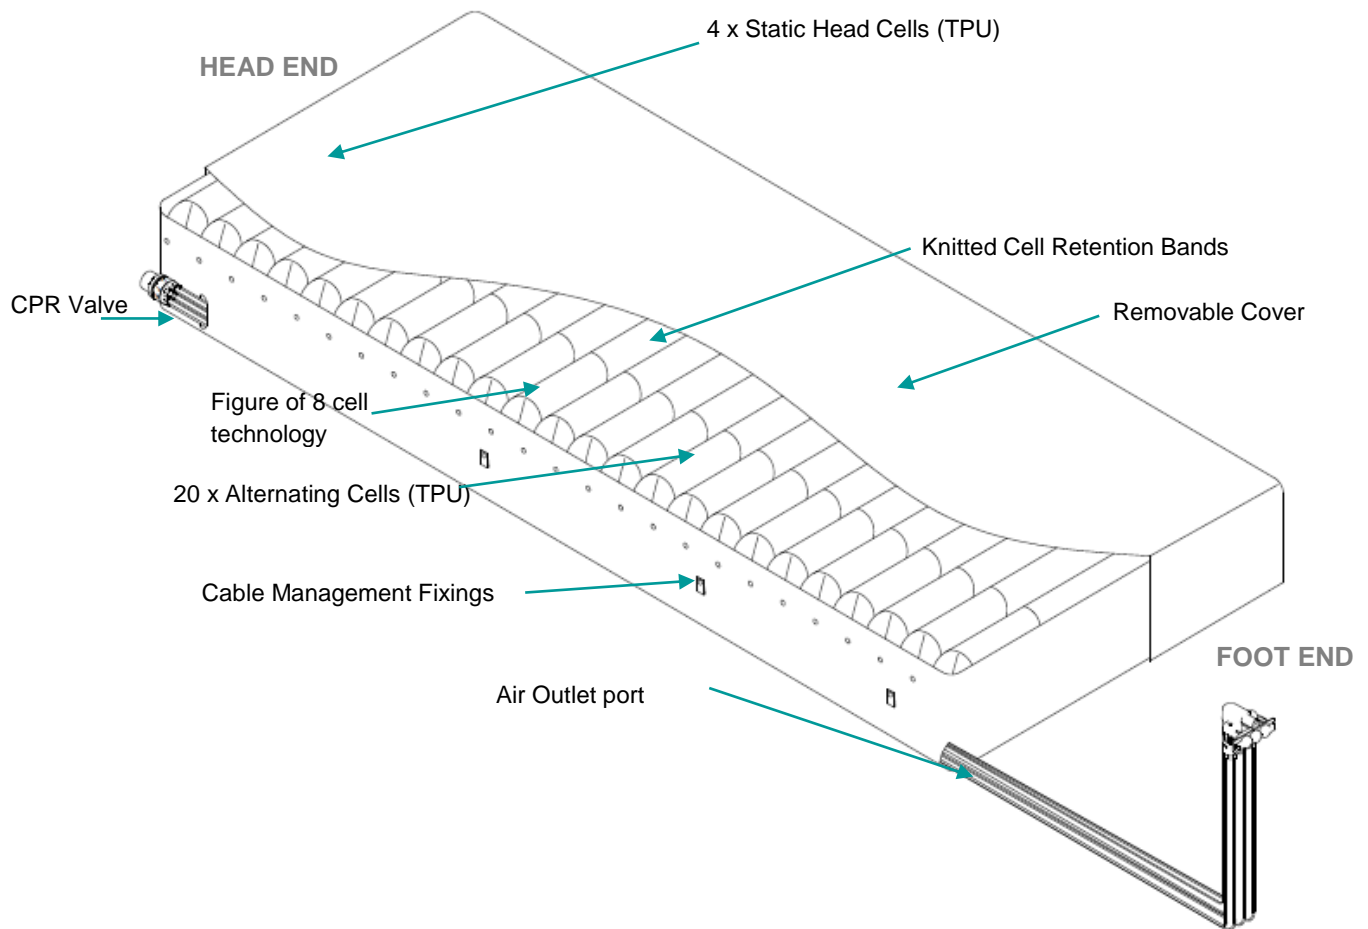 4 x Static Head Cells (TPU)
HEAD END
Knitted Cell Retention Bands
CPR Valve
Removable Cover
Figure of 8 cell
technology
20 x Alternating Cells (TPU)
Cable Management Fixings
FOOT END
Air Outlet port